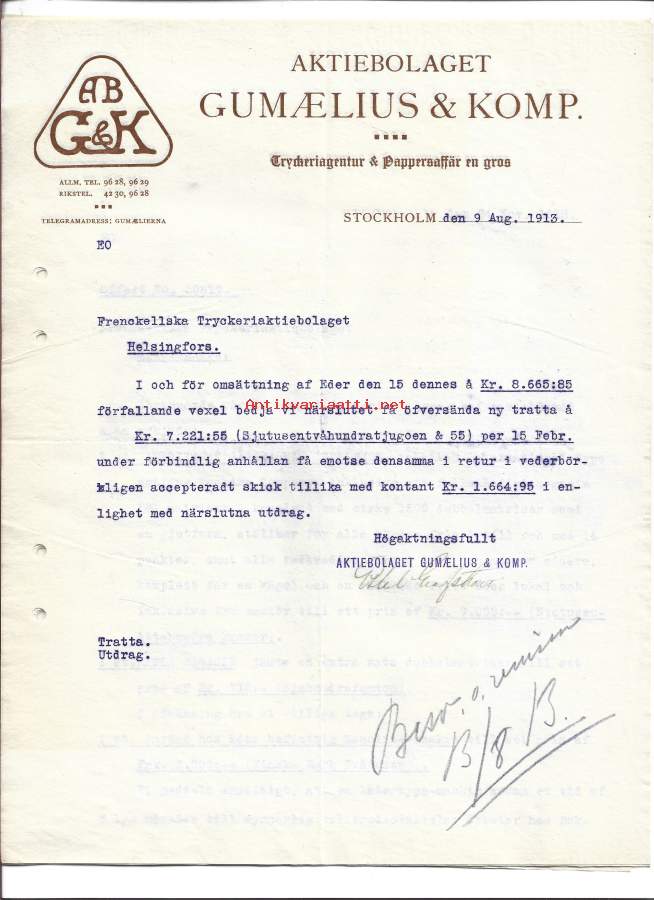 AB
G&K
ALLM. TEL. 96 28, 96 29
RIKSTEL. 42 30, 96 28
TELEGRAMADRESS: GUMÆLIERNA
AKTIEBOLAGET
GUMÆLIUS & KOMP.
Tryckeriagentur & Pappersaffär en gros
STOCKHOLM den 9 Aug. 1913.
EO
Frenckellska Tryckeriaktiebolaget
Helsingfors.
I och för omsättning af Eder den 15 dennes å Kr. 8.665:85
Antikvariaatti.net
förfallande vexel bedja vi härslutet få öfversända ny tratta å
Kr. 7.221:55 (Sjutusentvåhundratjugoen & 55) per 15 Febr.
under förbindlig anhållan få emotse densamma i retur i vederbör-
kligen accepteradt skick tillika med kontant Kr. 1.664:95 i en-
lighet med närslutna utdrag.
Högaktningsfullt
AKTIEBOLAGET GUMÆLIUS & KOMP.
Tratta.
Utdrag.
Besv. o.
13/8 13.